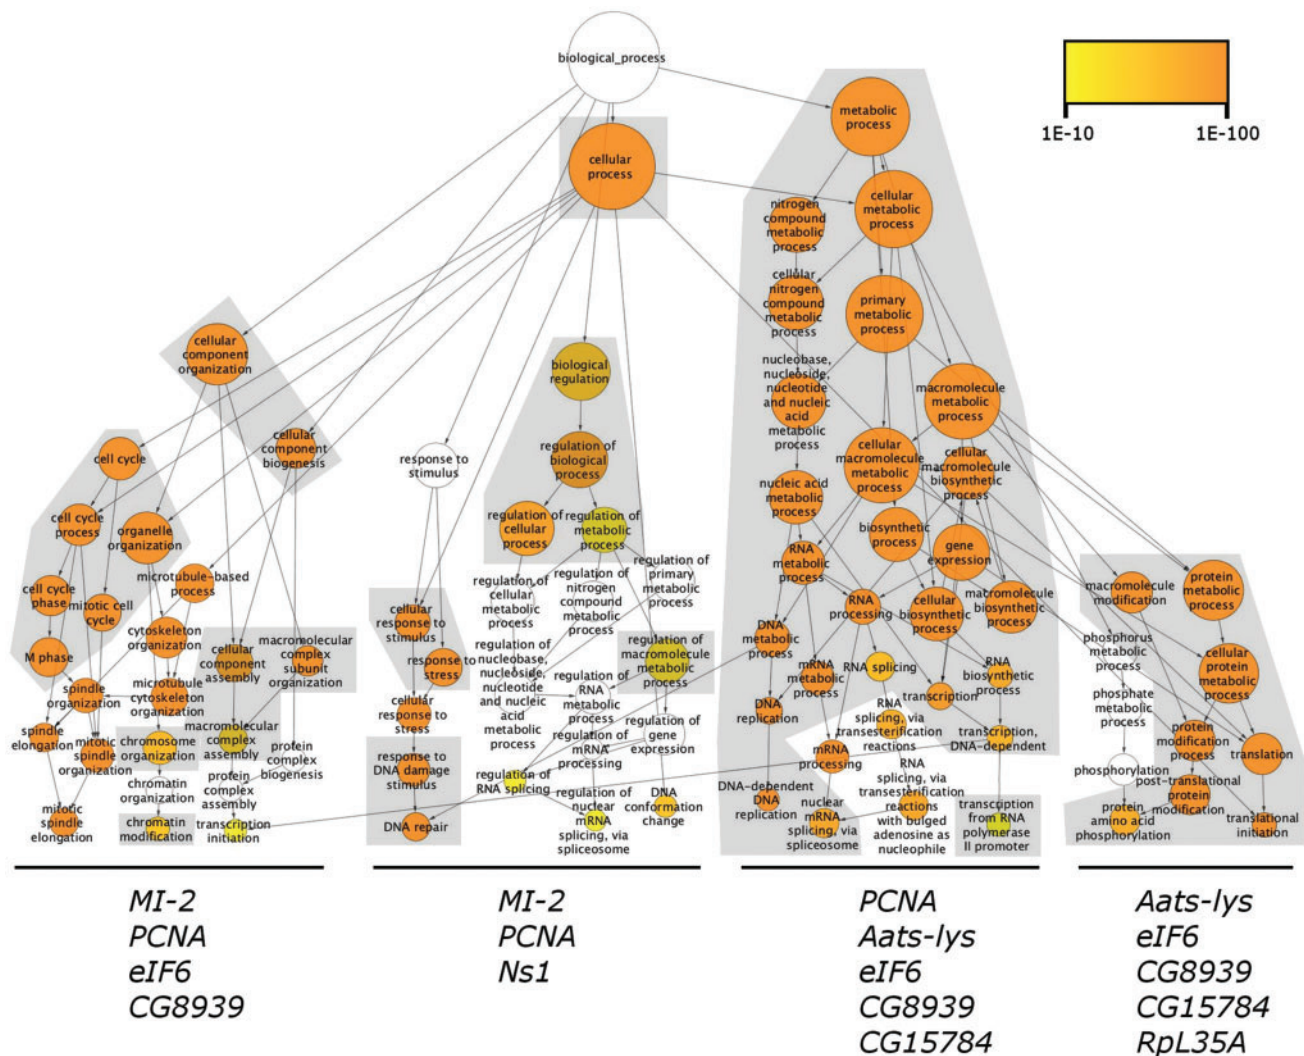 biological_process
1E-10
1E-100
metabolic
process
cellular
process
cellular
metabolic
process
nitrogen
compound
metabolic
process
cellular
nitrogen
compound
metabolic
process
primary
metabolic
process
cellular
component
organization
biological
regulation
nucleobase,
nucleoside,
nucleotide
and nucleic
acid
metabolic
process
macromolecule
metabolic
process
cell cycle
cellular
component
biogenesis
response to
stimulus
regulation of
biological
process
cellular
macromolecule
metabolic
process
cellular
macromolecule
biosynthetic
process
nucleic acid
metabolic
process
cell cycle
process
organelle
organization
regulation of
cellular
process
regulation of
metabolic
process
biosynthetic
process
gene
expression
RNA
metabolic
process
cell cycle
phase
mitotic cell
cycle
microtubule-based
process
regulation of
cellular
metabolic
process
regulation of
nitrogen
compound
metabolic
process
regulation of
primary
metabolic
process
RNA
processing
cellular
biosynthetic
process
macromolecule
biosynthetic
process
macromolecule
modification
protein
metabolic
process
cellular
response to
stimulus
M phase
cytoskeleton
organization
cellular
component
assembly
macromolecular
complex
subunit
organization
response to
stress
regulation of
nucleobase,
nucleoside,
nucleotide
and nucleic
acid
metabolic
process
regulation of
macromolecule
metabolic
process
DNA
metabolic
process
mRNA
metabolic
process
RNA splicing
RNA
biosynthetic
process
transcription
phosphorus
metabolic
process
cellular
protein
metabolic
process
spindle
organization
microtubule
cytoskeleton
organization
cellular
response to
stress
regulation of
RNA
metabolic
process
regulation of
gene
expression
DNA
replication
RNA
splicing, via
transesterification
reactions
transcription,
DNA-dependent
phosphate
metabolic
process
spindle
elongation
mitotic
spindle
organization
chromosome
organization
macromolecular
complex
assembly
protein
complex
biogenesis
response to
DNA damage
stimulus
regulation of
mRNA
processing
mRNA
processing
protein
modification
process
translation
chromatin
organization
protein
complex
assembly
regulation of
RNA splicing
DNA-dependent
DNA
replication
RNA
splicing, via
transesterification
reactions
with bulged
adenosine as
nucleophile
phosphorylation
post-translational
protein
modification
mitotic
spindle
elongation
chromatin
modification
transcription
initiation
DNA repair
regulation of
nuclear
mRNA
splicing, via
spliceosome
DNA
conformation
change
nuclear
mRNA
splicing, via
spliceosome
transcription
from RNA
polymerase
II promoter
protein
amino acid
phosphorylation
translational
initiation
MI-2
PCNA
eIF6
CG8939
MI-2
PCNA
Ns1
PCNA
Aats-lys
eIF6
CG8939
CG15784
Aats-lys
eIF6
CG8939
CG15784
RpL35A